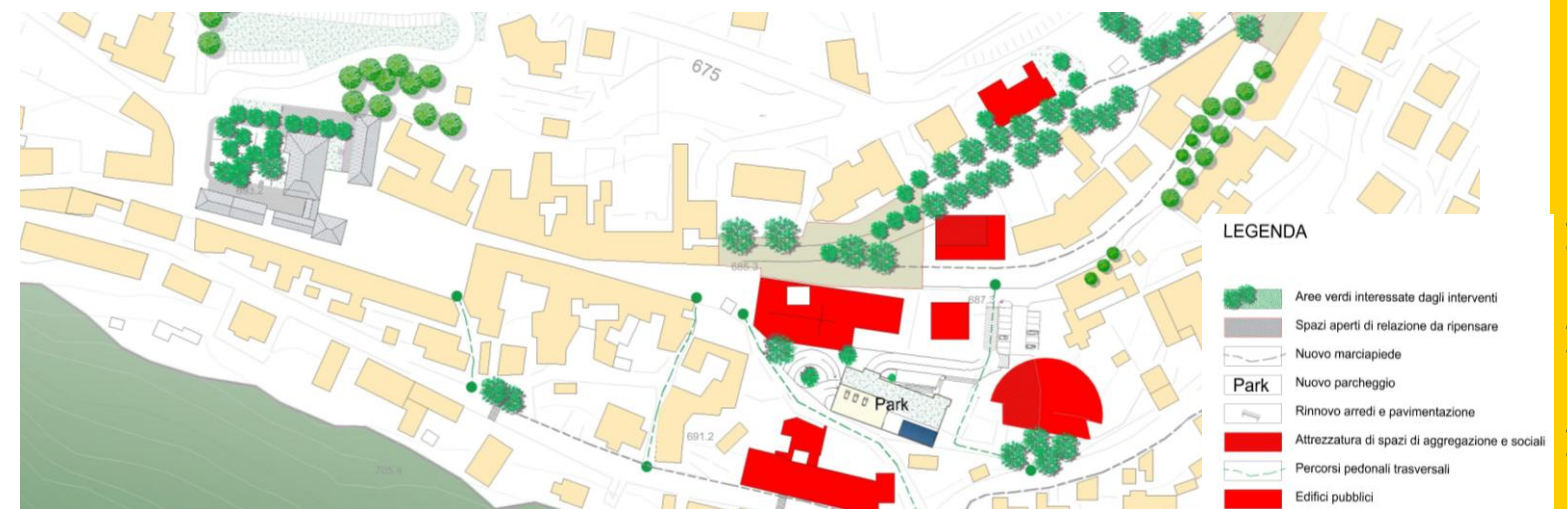 675
685.3
687.3
Park
691.2
705.4
LEGENDA
Aree verdi interessate dagli interventi
Spazi aperti di relazione da ripensare
Nuovo marciapiede
Park Nuovo parcheggio
Rinnovo arredi e pavimentazione
Attrezzatura di spazi di aggregazione e sociali
Percorsi pedonali trasversali
Edifici pubblici